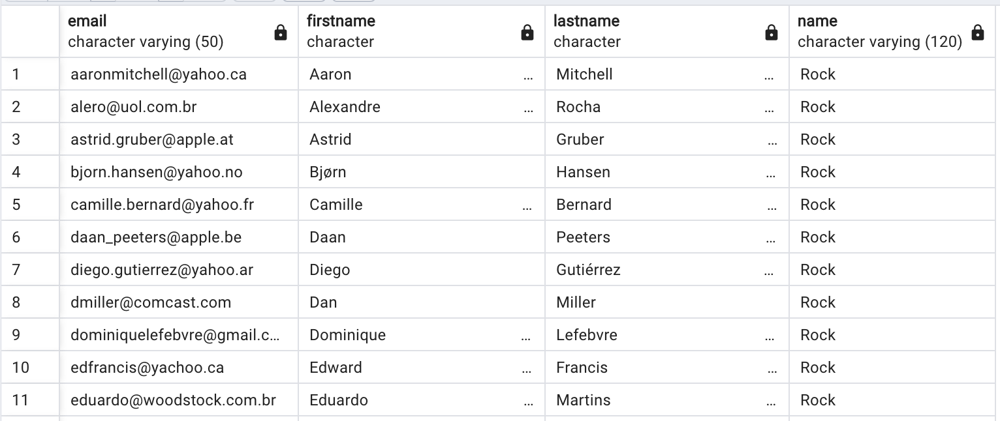 email firstname lastname name
character varying (50) character character character varying (120)
1 aaronmitchell@yahoo.ca Aaron ... Mitchell ... Rock
2 alero@uol.com.br Alexandre ... Rocha ... Rock
3 astrid.gruber@apple.at Astrid Gruber ... Rock
4 bjorn.hansen@yahoo.no Bjørn Hansen ... Rock
5 camille.bernard@yahoo.fr Camille ... Bernard ... Rock
6 daan_peeters@apple.be Daan Peeters ... Rock
7 diego.gutierrez@yahoo.ar Diego Gutiérrez ... Rock
8 dmiller@comcast.com Dan Miller Rock
9 dominiquelefebvre@gmail.c... Dominique ... Lefebvre ... Rock
10 edfrancis@yachoo.ca Edward ... Francis ... Rock
11 eduardo@woodstock.com.br Eduardo ... Martins ... Rock